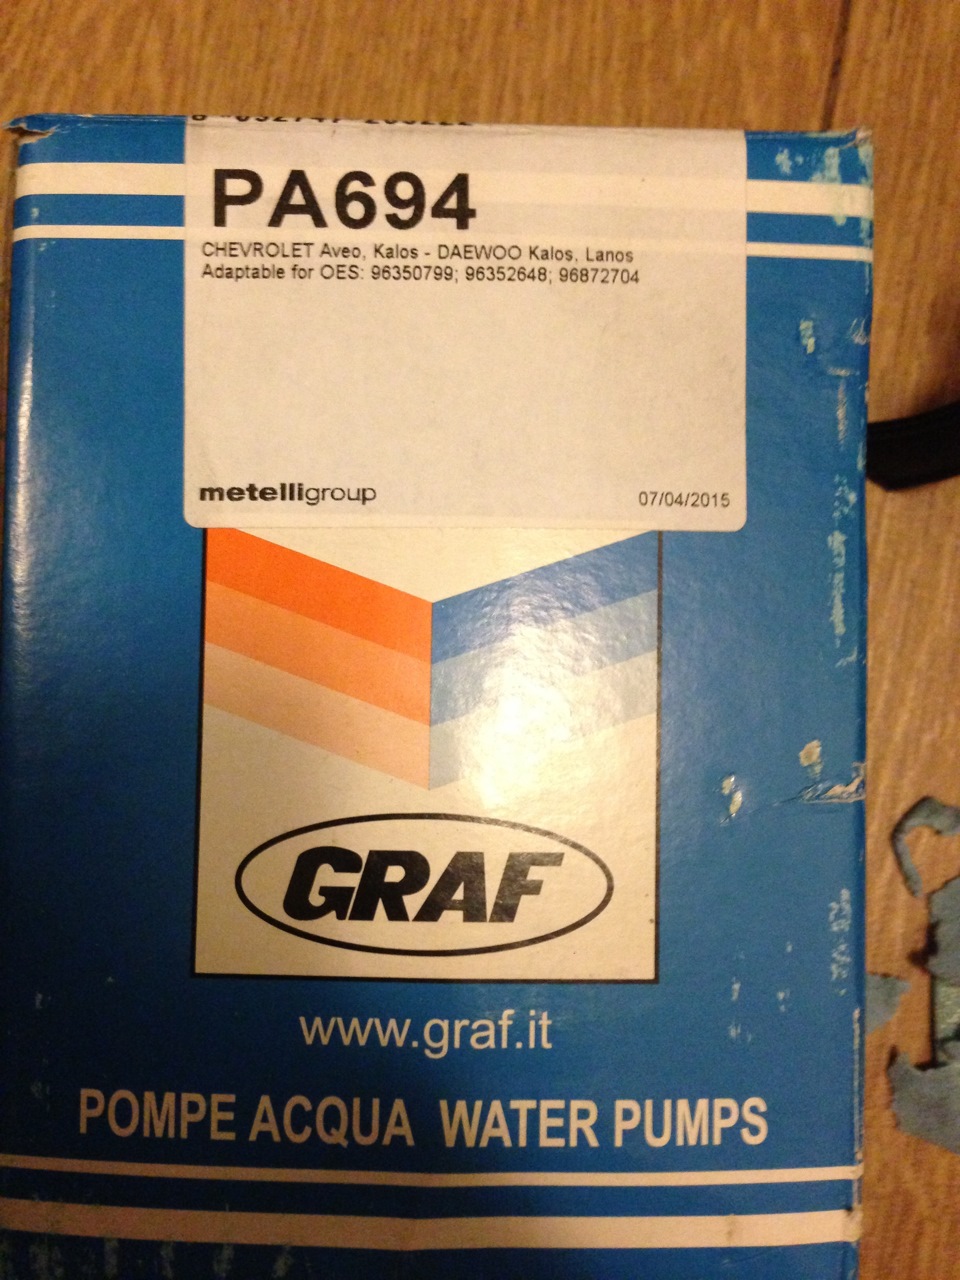 PA694
CHEVROLET Aveo, Kalos - DAEWOO Kalos, Lanos
Adaptable for OES: 96350799; 96352648; 96872704
metelligroup
07/04/2015
GRAF
www.graf.it
POMPE ACQUA WATER PUMPS